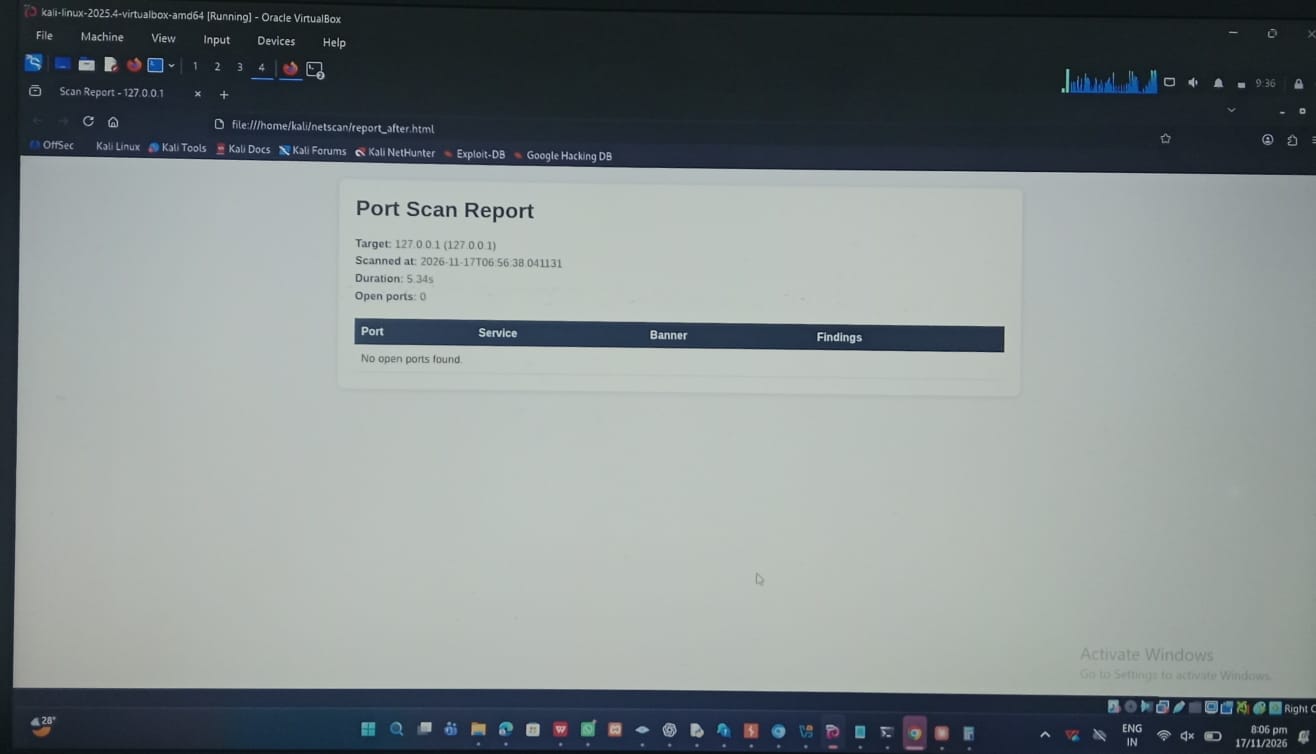 kali-linux-2025.4-virtualbox-amd64 [Running] - Oracle VirtualBox
File Machine View Input Devices Help
1 2 3 4
9:36
Scan Report - 127.0.0.1
file:///home/kali/netscan/report_after.html
OffSec Kali Linux Kali Tools Kali Docs Kali Forums Kali NetHunter Exploit-DB Google Hacking DB
Port Scan Report
Target: 127.0.0.1 (127.0.0.1)
Scanned at: 2026-11-17T06:56:38.041131
Duration: 5.34s
Open ports: 0
Port Service Banner Findings
No open ports found.
Activate Windows
Go to Settings to activate Windows.
Right C
28°
ENG
IN
8:06 pm
17/11/2026